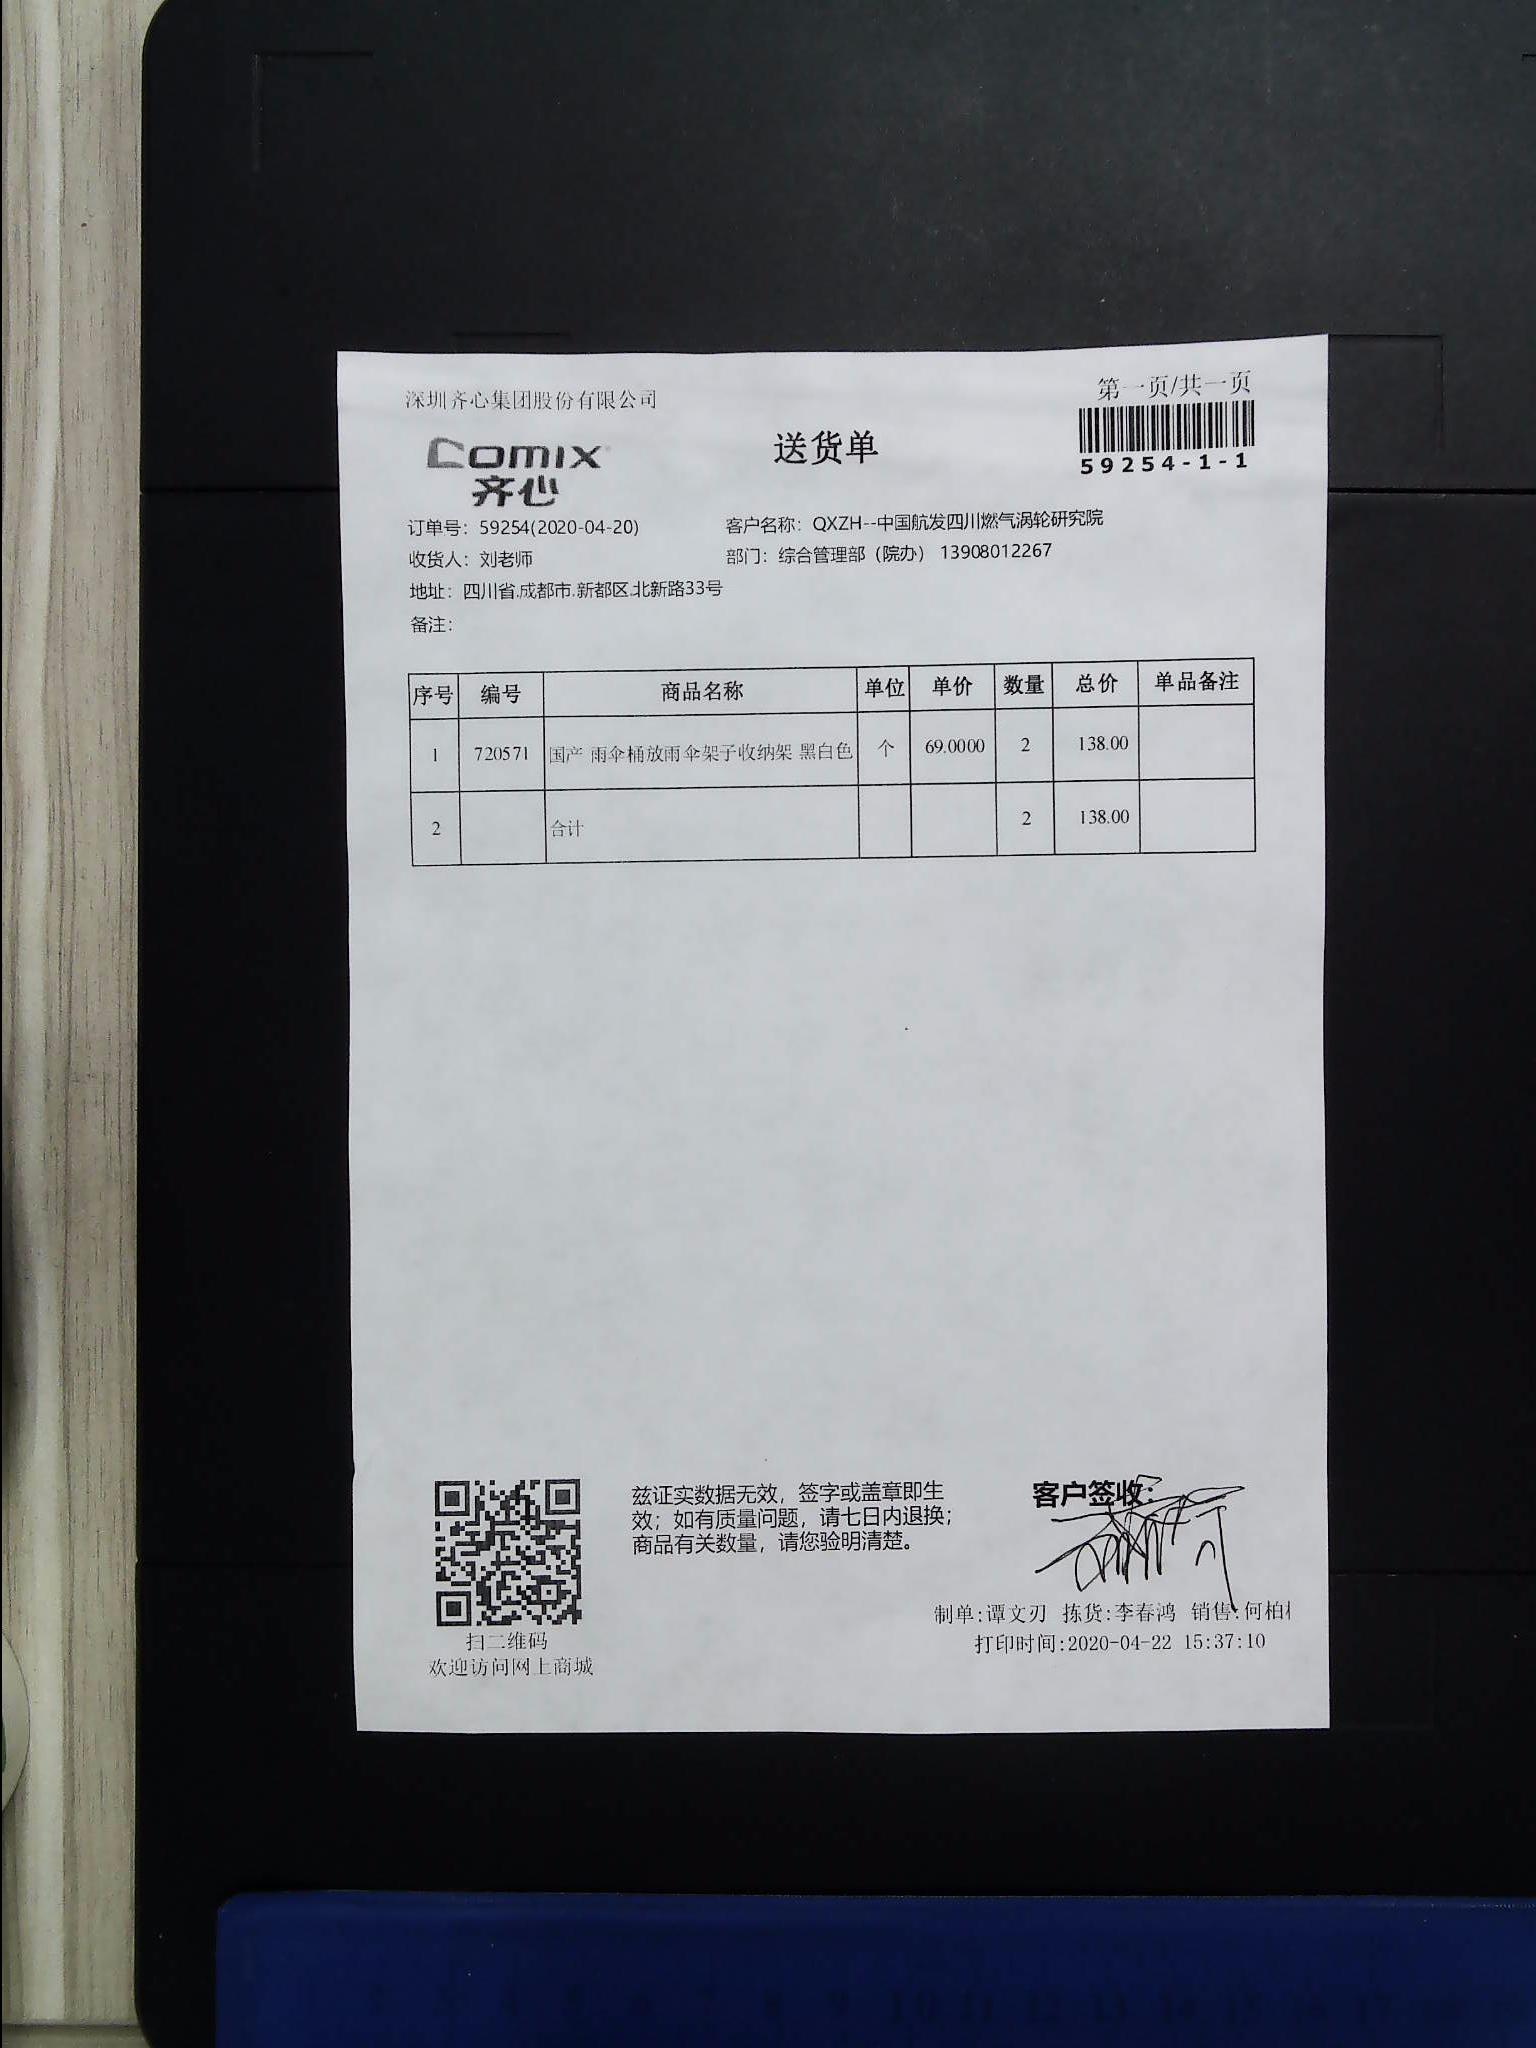 深圳齐心集团股份有限公司
第一页/共一页
comix
齐心
送货单
59254-1-1
订单号：59254(2020-04-20)
客户名称：QXZH--中国航发四川燃气涡轮研究院
收货人：刘老师
部门：综合管理部（院办） 13908012267
地址：四川省.成都市.新都区.北新路33号
备注：
序号 编号 商品名称 单位 单价 数量 总价 单品备注
1 720571 国产 雨伞桶放雨伞架子收纳架 黑白色 个 69.0000 2 138.00
2 合计 2 138.00
兹证实数据无效，签字或盖章即生
效；如有质量问题，请七日内退换；
商品有关数量，请您验明清楚。
客户签收：
制单:谭文刃 拣货:李春鸿 销售:何柏
打印时间:2020-04-22 15:37:10
扫二维码
欢迎访问网上商城